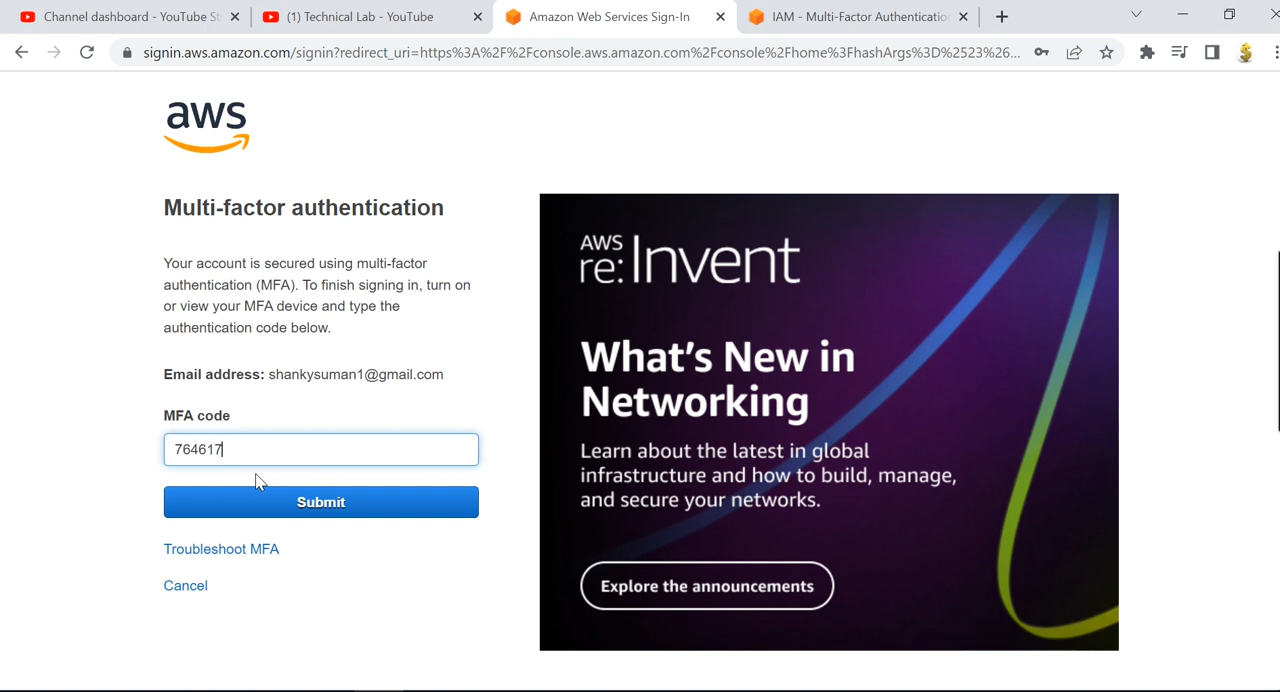 Channel dashboard - YouTube St
(1) Technical Lab - YouTube
Amazon Web Services Sign-In
IAM - Multi-Factor Authentication
signin.aws.amazon.com/signin?redirect_uri=https%3A%2F%2Fconsole.aws.amazon.com%2Fconsole%2Fhome%3FhashArgs%3D%2523%26...
aws
Multi-factor authentication
Your account is secured using multi-factor
authentication (MFA). To finish signing in, turn on
or view your MFA device and type the
authentication code below.
Email address: shankysuman1@gmail.com
MFA code
764617
Submit
Troubleshoot MFA
Cancel
AWS
re:Invent
What's New in
Networking
Learn about the latest in global
infrastructure and how to build, manage,
and secure your networks.
Explore the announcements